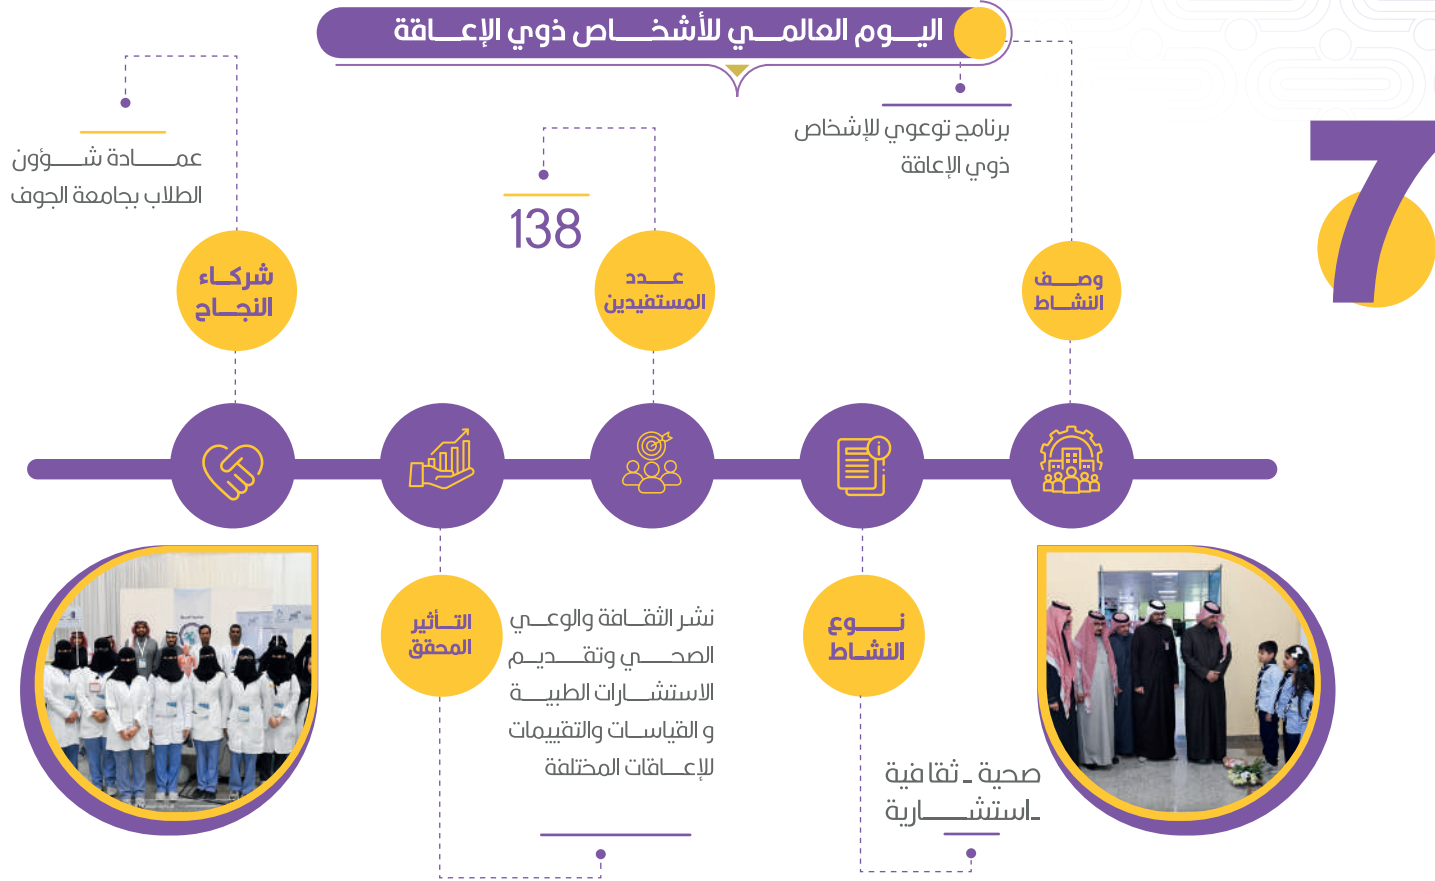 اليوم العالمي للأشخاص ذوي الإعاقة
7
وصف
النشاط
برنامج توعوي للإشخاص
ذوي الإعاقة
نوع
النشاط
صحية ـ ثقافية
ـاستشارية
عدد
المستفيدين
138
التأثير
المحقق
نشر الثقافة والوعي
الصحي وتقديم
الاستشارات الطبية
و القياسات والتقييمات
للإعاقات المختلفة
شركاء
النجاح
عمادة شؤون
الطلاب بجامعة الجوف